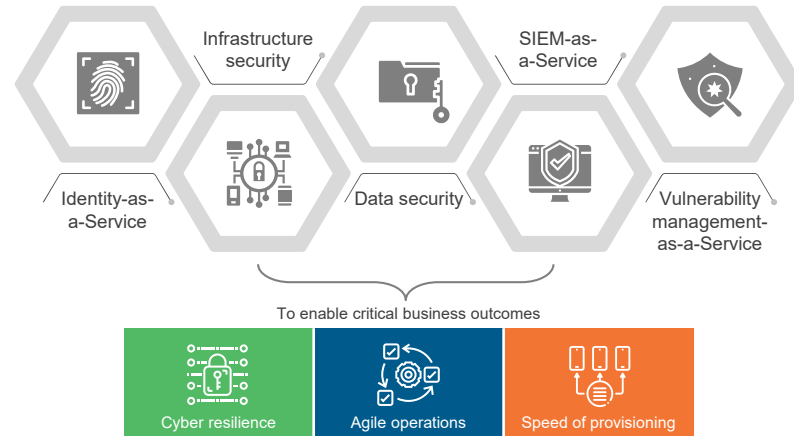 Infrastructure
security
SIEM-as-
a-Service
Identity-as-
a-Service
Data security
Vulnerability
management-
as-a-Service
To enable critical business outcomes
Cyber resilience
Agile operations
Speed of provisioning